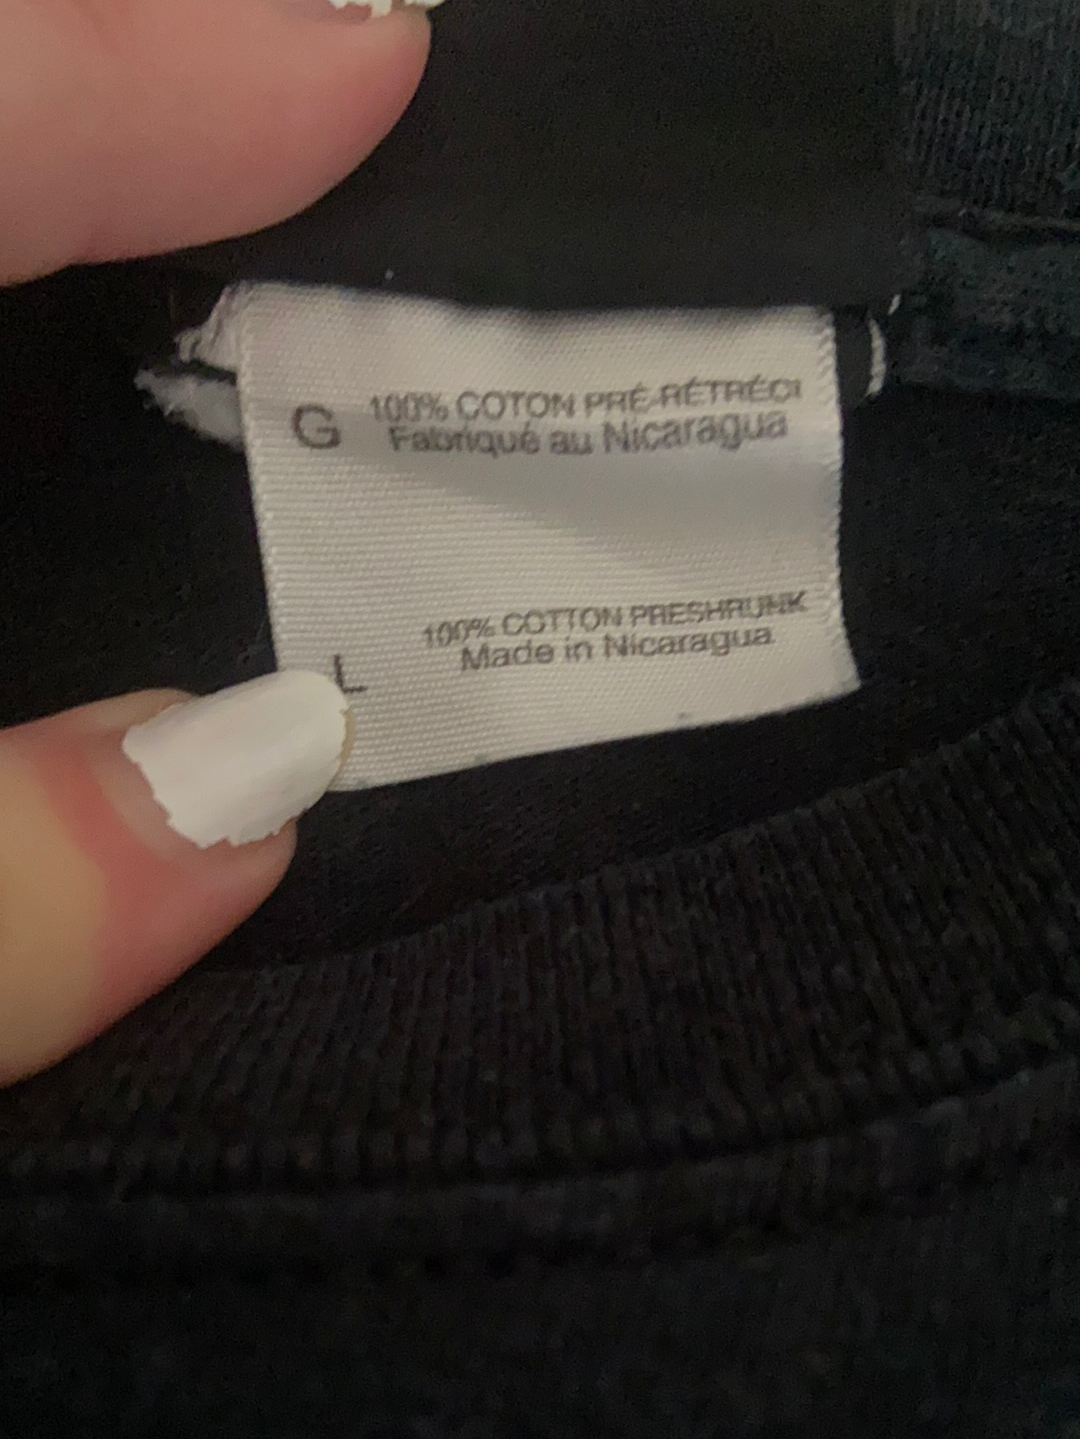 G 100% COTON PRÉ-RÉTRÉCI
Fabriqué au Nicaragua
100% COTTON PRESHRUNK
L Made in Nicaragua